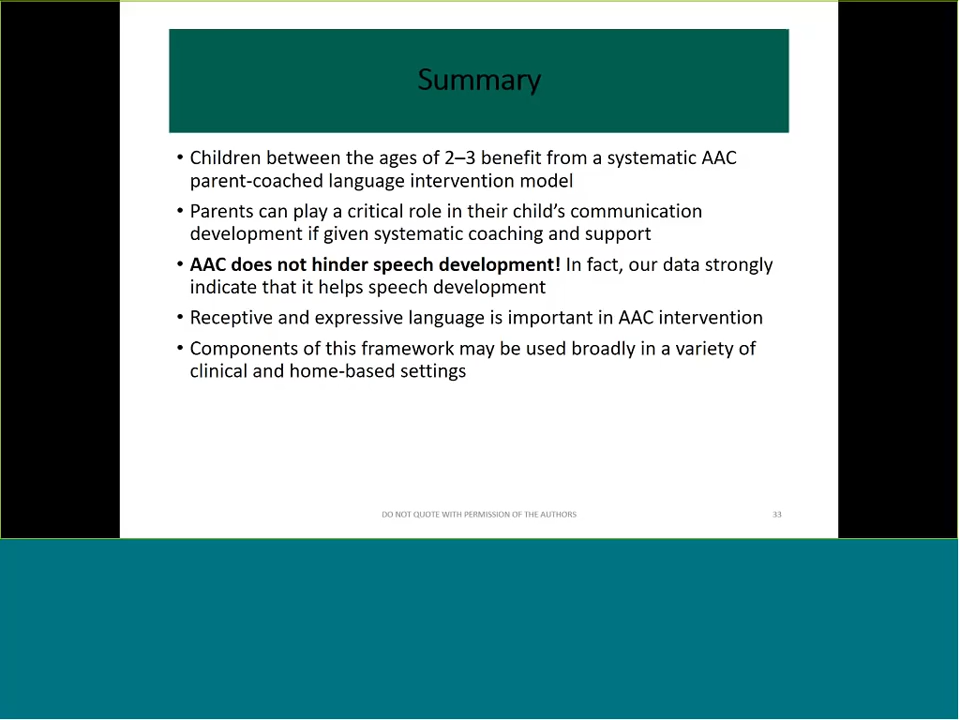 Summary
• Children between the ages of 2–3 benefit from a systematic AAC
parent-coached language intervention model
• Parents can play a critical role in their child’s communication
development if given systematic coaching and support
• AAC does not hinder speech development! In fact, our data strongly
indicate that it helps speech development
• Receptive and expressive language is important in AAC intervention
• Components of this framework may be used broadly in a variety of
clinical and home-based settings
DO NOT QUOTE WITH PERMISSION OF THE AUTHORS
33